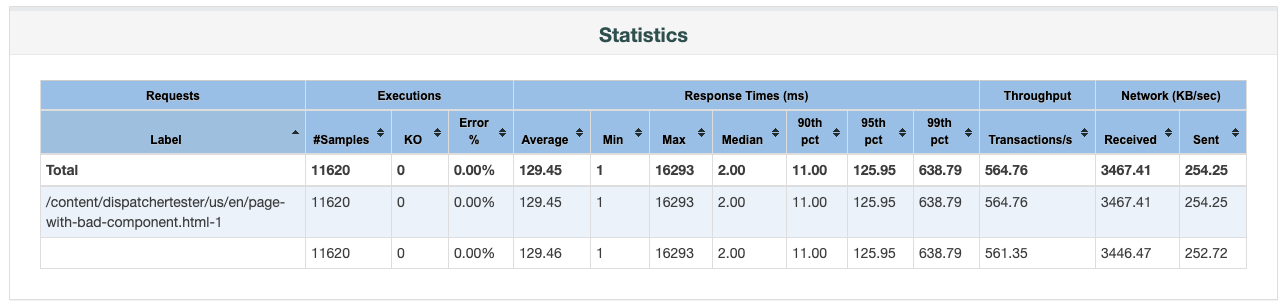 Statistics
Requests Executions Response Times (ms) Throughput Network (KB/sec)
Label #Samples KO Error % Average Min Max Median 90th pct 95th pct 99th pct Transactions/s Received Sent
Total 11620 0 0.00% 129.45 1 16293 2.00 11.00 125.95 638.79 564.76 3467.41 254.25
/content/dispatchertester/us/en/page-
with-bad-component.html-1 11620 0 0.00% 129.45 1 16293 2.00 11.00 125.95 638.79 564.76 3467.41 254.25
11620 0 0.00% 129.46 1 16293 2.00 11.00 125.95 638.79 561.35 3446.47 252.72